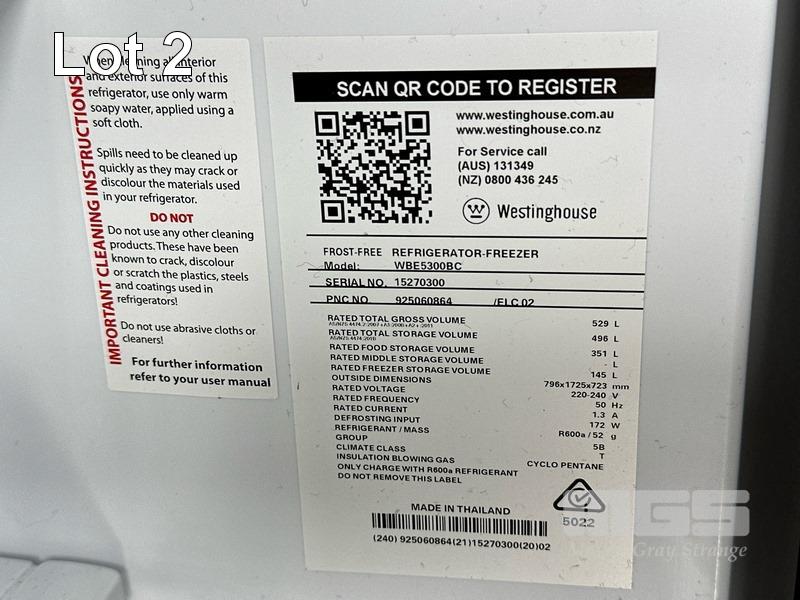 Lot 2
IMPORTANT CLEANING INSTRUCTIONS
When cleaning all interior
and exterior surfaces of this
refrigerator, use only warm
soapy water, applied using a
soft cloth.
Spills need to be cleaned up
quickly as they may crack or
discolour the materials used
in your refrigerator.
DO NOT
Do not use any other cleaning
products. These have been
known to crack, discolour
or scratch the plastics, steels
and coatings used in
refrigerators!
Do not use abrasive cloths or
cleaners!
For further information
refer to your user manual
SCAN QR CODE TO REGISTER
www.westinghouse.com.au
www.westinghouse.co.nz
For Service call
(AUS) 131349
(NZ) 0800 436 245
Westinghouse
FROST-FREE REFRIGERATOR-FREEZER
Model: WBE5300BC
SERIAL NO. 15270300
PNC NO 925060864 /ELC 02
RATED TOTAL GROSS VOLUME 529 L
RATED TOTAL STORAGE VOLUME 496 L
RATED FOOD STORAGE VOLUME 351 L
RATED MIDDLE STORAGE VOLUME - L
RATED FREEZER STORAGE VOLUME 145 L
OUTSIDE DIMENSIONS 796x1725x723 mm
RATED VOLTAGE 220-240 V
RATED FREQUENCY 50 Hz
RATED CURRENT 1.3 A
DEFROSTING INPUT 172 W
REFRIGERANT / MASS R600a / 52 g
GROUP 5B
CLIMATE CLASS T
INSULATION BLOWING GAS CYCLO PENTANE
ONLY CHARGE WITH R600a REFRIGERANT
DO NOT REMOVE THIS LABEL
MADE IN THAILAND
5022
(240) 925060864(21)15270300(20)02
Gray Strange